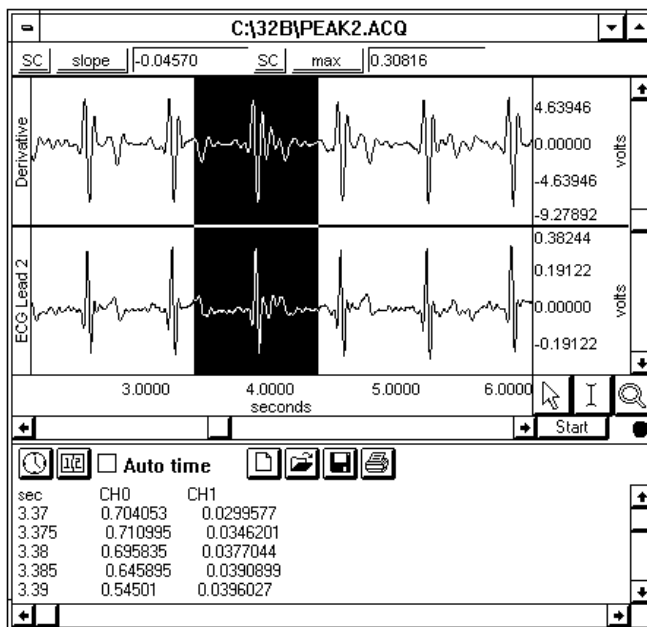 C:\32B\PEAK2.ACQ
SC slope -0.04570 SC max 0.30816
Derivative
4.63946
0.00000
-4.63946
-9.27892
volts
ECG Lead 2
0.38244
0.19122
0.00000
-0.19122
volts
3.0000 4.0000 5.0000 6.0000
seconds
Start
Auto time
sec CH0 CH1
3.37 0.704053 0.0299577
3.375 0.710995 0.0346201
3.38 0.695835 0.0377044
3.385 0.645895 0.0390899
3.39 0.54501 0.0396027